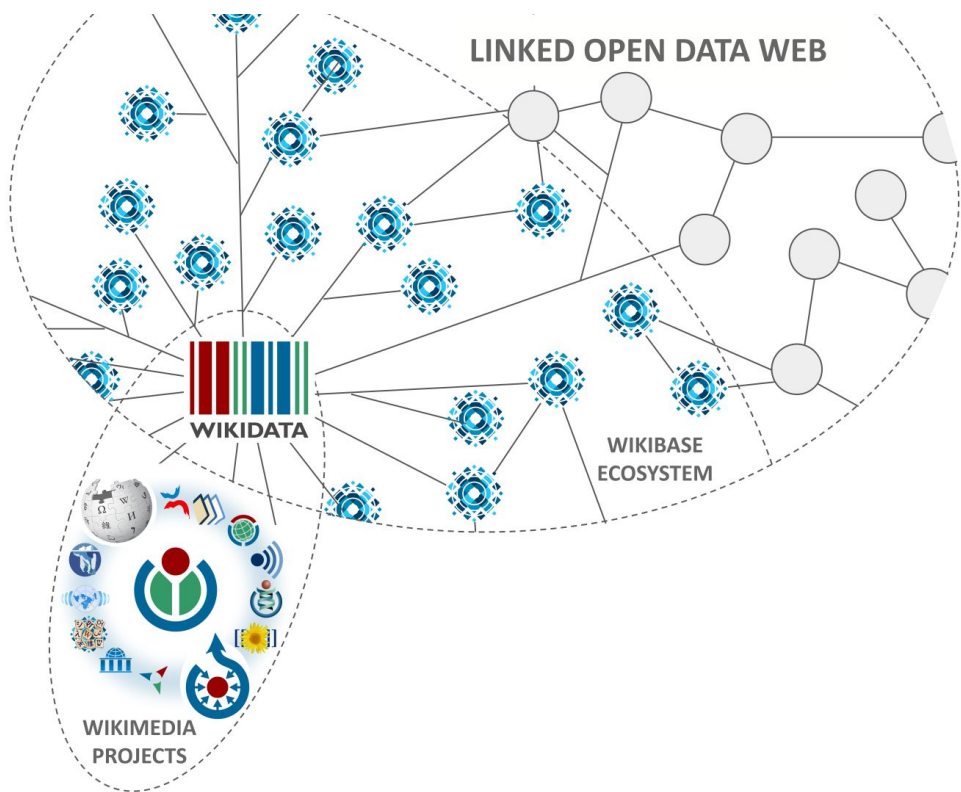 LINKED OPEN DATA WEB
WIKIDATA
WIKIBASE
ECOSYSTEM
Ω W
И
WIKIMEDIA
PROJECTS